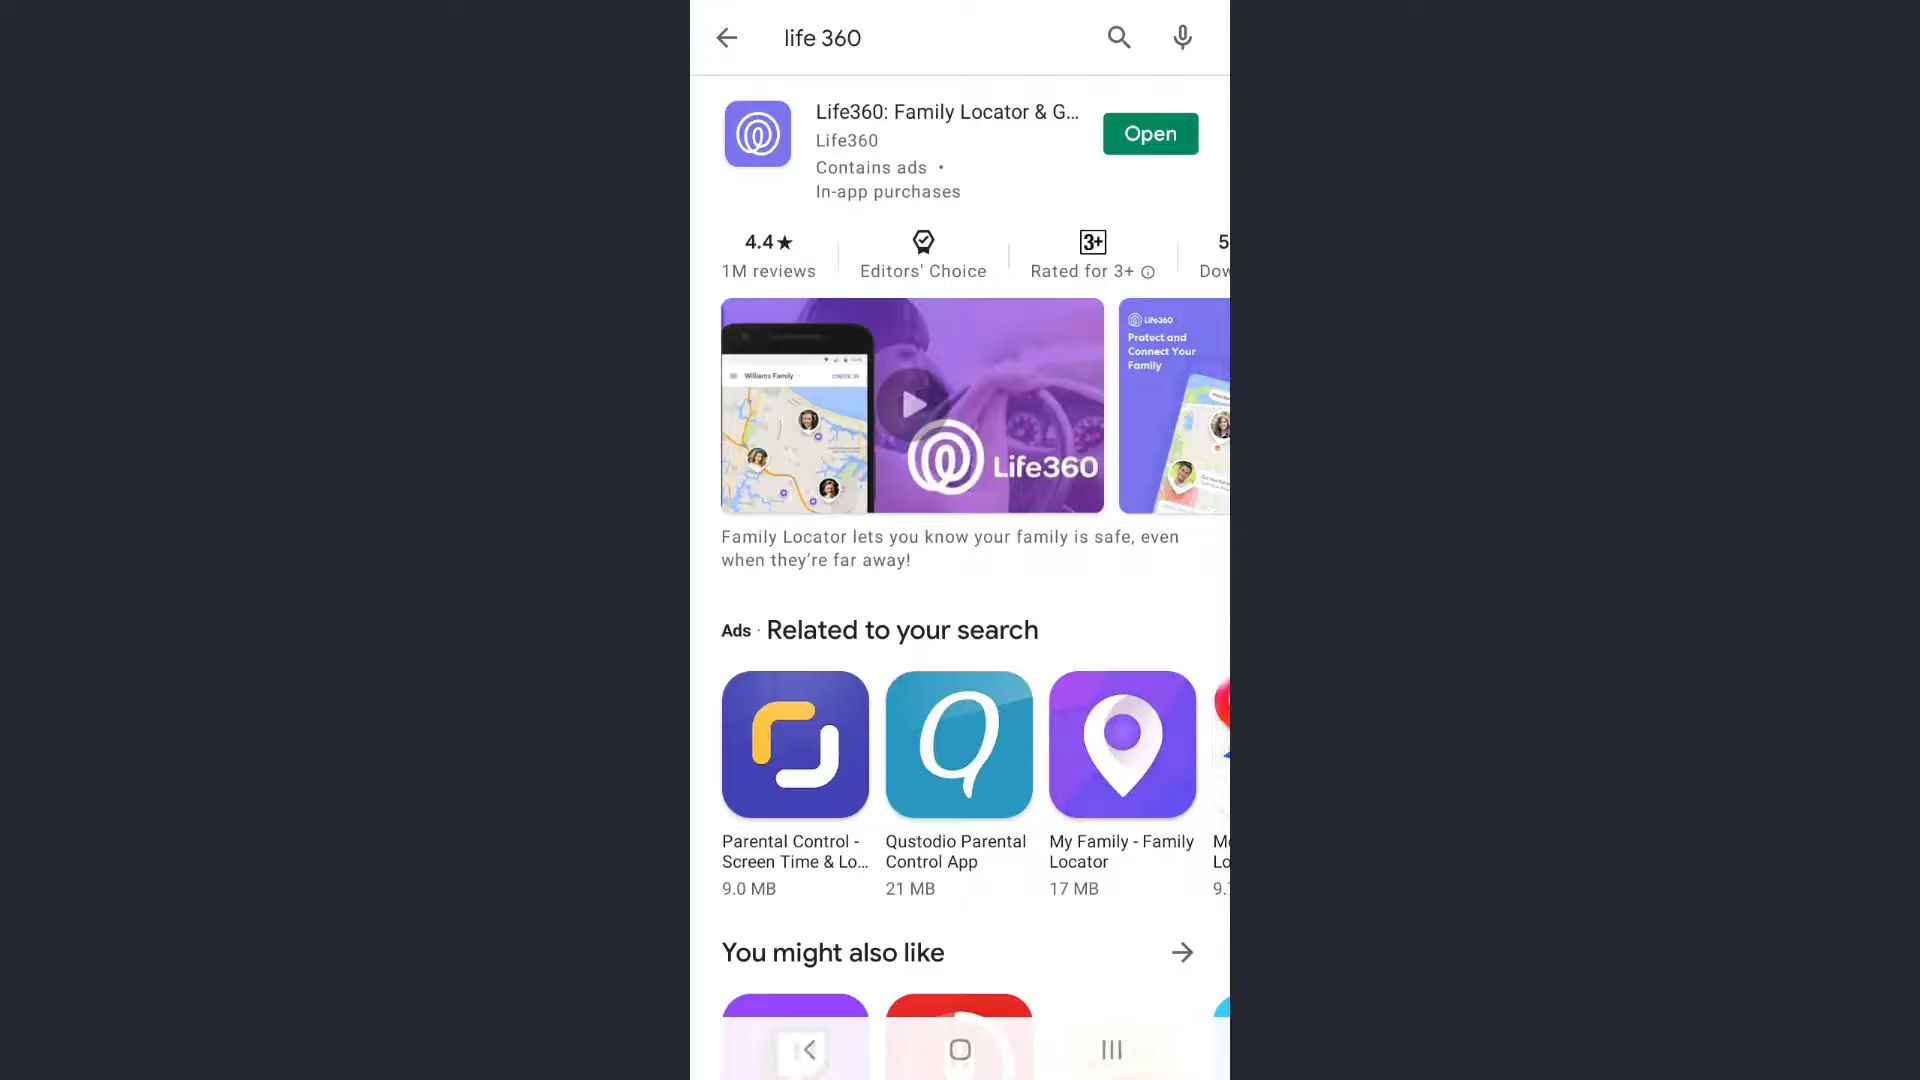 life 360
Life360: Family Locator & G...
Life360
Open
Contains ads •
In-app purchases
4.4★
3+
5
1M reviews
Editors' Choice
Rated for 3+
Dow
Williams Family
CHECK IN
Life360
Life360
Protect and
Connect Your
Family
Family Locator lets you know your family is safe, even
when they're far away!
Ads · Related to your search
Parental Control -
Screen Time & Lo...
9.0 MB
Qustodio Parental
Control App
21 MB
My Family - Family
Locator
17 MB
Lo
9.
You might also like